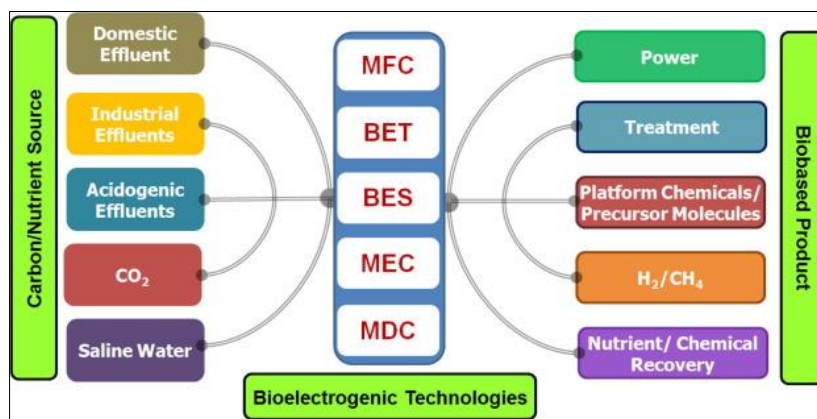 Carbon/Nutrient Source
Domestic
Effluent
Industrial
Effluents
Acidogenic
Effluents
CO₂
Saline Water
MFC
BET
BES
MEC
MDC
Bioelectrogenic Technologies
Power
Treatment
Platform Chemicals/
Precursor Molecules
H₂/CH₄
Nutrient/ Chemical
Recovery
Biobased Product